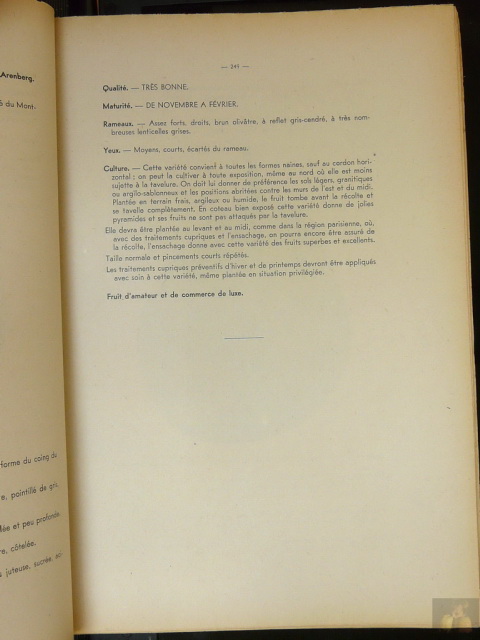 Arenberg.
du Mont.
forme du coing du
pointillé de gris,
et peu profonde.
côtelée.
juteuse, sucrée,
— 241 —
Qualité. — TRÈS BONNE.
Maturité. — DE NOVEMBRE A FÉVRIER.
Rameaux. — Assez forts, droits, brun olivâtre, à reflet gris-cendré, à très nom-
breuses lenticelles grises.
Yeux. — Moyens, courts, écartés du rameau.
Culture. — Cette variété convient à toutes les formes naines, sauf au cordon hori-
zontal ; on peut la cultiver à toute exposition, même au nord où elle est moins
sujette à la tavelure. On doit lui donner de préférence les sols légers, granitiques
ou argilo-sablonneux et les positions abritées contre les murs de l'est et du midi.
Plantée en terrain frais, argileux ou humide, le fruit tombe avant la récolte et
se tavelle complètement. En coteau bien exposé cette variété donne de jolies
pyramides et ses fruits ne sont pas attaqués par la tavelure.
Elle devra être plantée au levant et au midi, comme dans la région parisienne, où,
avec des traitements cupriques et l'ensachage, on pourra encore être assuré de
la récolte, l'ensachage donne avec cette variété des fruits superbes et excellents.
Taille normale et pincements courts répétés.
Les traitements cupriques préventifs d'hiver et de printemps devront être appliqués
avec soin à cette variété, même plantée en situation privilégiée.
Fruit d'amateur et de commerce de luxe.